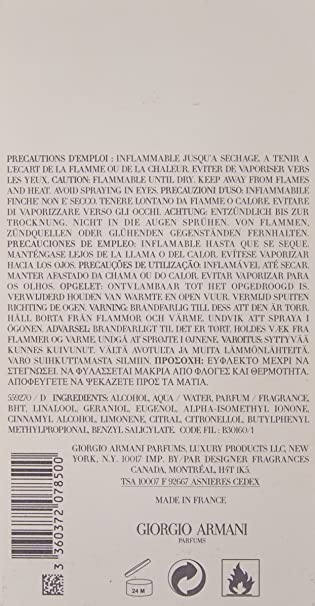 PRECAUTIONS D'EMPLOI : INFLAMMABLE JUSQU'A SECHAGE. A TENIR A
L'ECART DE LA FLAMME OU DE LA CHALEUR. EVITER DE VAPORISER VERS
LES YEUX. CAUTION: FLAMMABLE UNTIL DRY. KEEP AWAY FROM FLAMES
AND HEAT. AVOID SPRAYING IN EYES. PRECAUZIONI D'USO: INFIAMMABILE
FINCHE' NON E' SECCO. TENERE LONTANO DA FIAMME O CALORE. EVITARE
DI VAPORIZZARE VERSO GLI OCCHI. ACHTUNG: ENTZÜNDLICH BIS ZUR
TROCKNUNG. NICHT IN DIE AUGEN SPRÜHEN. VON FLAMMEN,
ZÜNDQUELLEN ODER GLÜHENDEN GEGENSTÄNDEN FERNHALTEN.
PRECAUCIONES DE EMPLEO: INFLAMABLE HASTA QUE SE SEQUE.
MANTÉNGASE LEJOS DE LA LLAMA O DEL CALOR. EVÍTESE VAPORIZAR
HACIA LOS OJOS. PRECAUÇÕES DE UTILIZAÇÃO: INFLAMÁVEL, ATÉ SECAR.
MANTER AFASTADO DA CHAMA OU DO CALOR. EVITAR VAPORIZAR PARA
OS OLHOS. OPGELET: ONTVLAMBAAR TOT HET OPGEDROOGD IS.
VERWIJDERD HOUDEN VAN WARMTE EN OPEN VUUR. VERMIJD SPUITEN
RICHTING DE OGEN. VARNING: BRANDFARLIG TILL DESS ATT DEN ÄR TORR.
HÅLL BORTA FRÅN FLAMMOR OCH VÄRME. UNDVIK ATT SPRAYA I
ÖGONEN. ADVARSEL: BRANDFARLIGT TIL DET ER TORT. HOLDES VÆK FRA
FLAMMER OG VARME. UNDGÅ AT SPRØJTE I ØJNENE. VAROITUS: SYTTYVÄÄ
KUNNES KUIVUNUT. VÄLTÄ AVOTULTA JA MUITA LÄMMÖNLÄHTEITÄ
VARO SUIHKUTTAMASTA SILMIIN. ΠΡΟΣΟΧΗ: ΕΥΦΛΕΚΤΟ ΜΕΧΡΙ ΝΑ
ΣΤΕΓΝΩΣΕΙ. ΝΑ ΦΥΛΑΣΣΕΤΑΙ ΜΑΚΡΙΑ ΑΠΟ ΦΛΟΓΕΣ ΚΑΙ ΘΕΡΜΟΤΗΤΑ.
ΑΠΟΦΕΥΓΕΤΕ ΝΑ ΨΕΚΑΖΕΤΕ ΠΡΟΣ ΤΑ ΜΑΤΙΑ.
559270 / D INGREDIENTS: ALCOHOL, AQUA / WATER, PARFUM / FRAGRANCE,
BHT, LINALOOL, GERANIOL, EUGENOL, ALPHA-ISOMETHYL IONONE,
CINNAMYL ALCOHOL, LIMONENE, CITRAL, CITRONELLOL, BUTYLPHENYL
METHYLPROPIONAL, BENZYL SALICYLATE. CODE FIL : B30160/1
GIORGIO ARMANI PARFUMS, LUXURY PRODUCTS LLC, NEW
YORK, N.Y. 10017 IMP. BY/PAR DESIGNER FRAGRANCES
CANADA, MONTRÉAL, H4T 1K5.
TSA 10007 F 92667 ASNIERES CEDEX
MADE IN FRANCE
GIORGIO ARMANI
PARFUMS
3 360372 078500
24 M